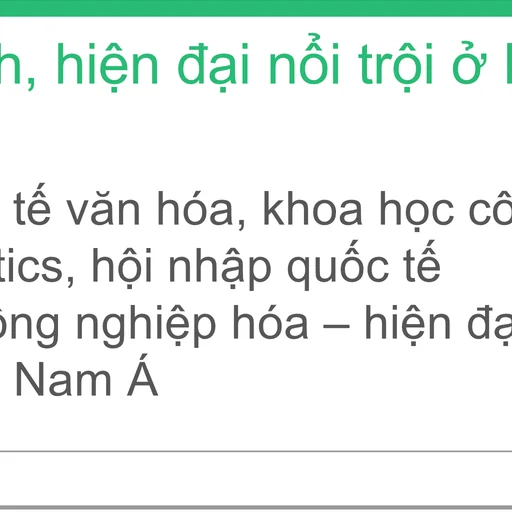 h, hiện đại nổi trội ở
tế văn hóa, khoa học cô
tics, hội nhập quốc tế
ông nghiệp hóa – hiện đạ
Nam Á